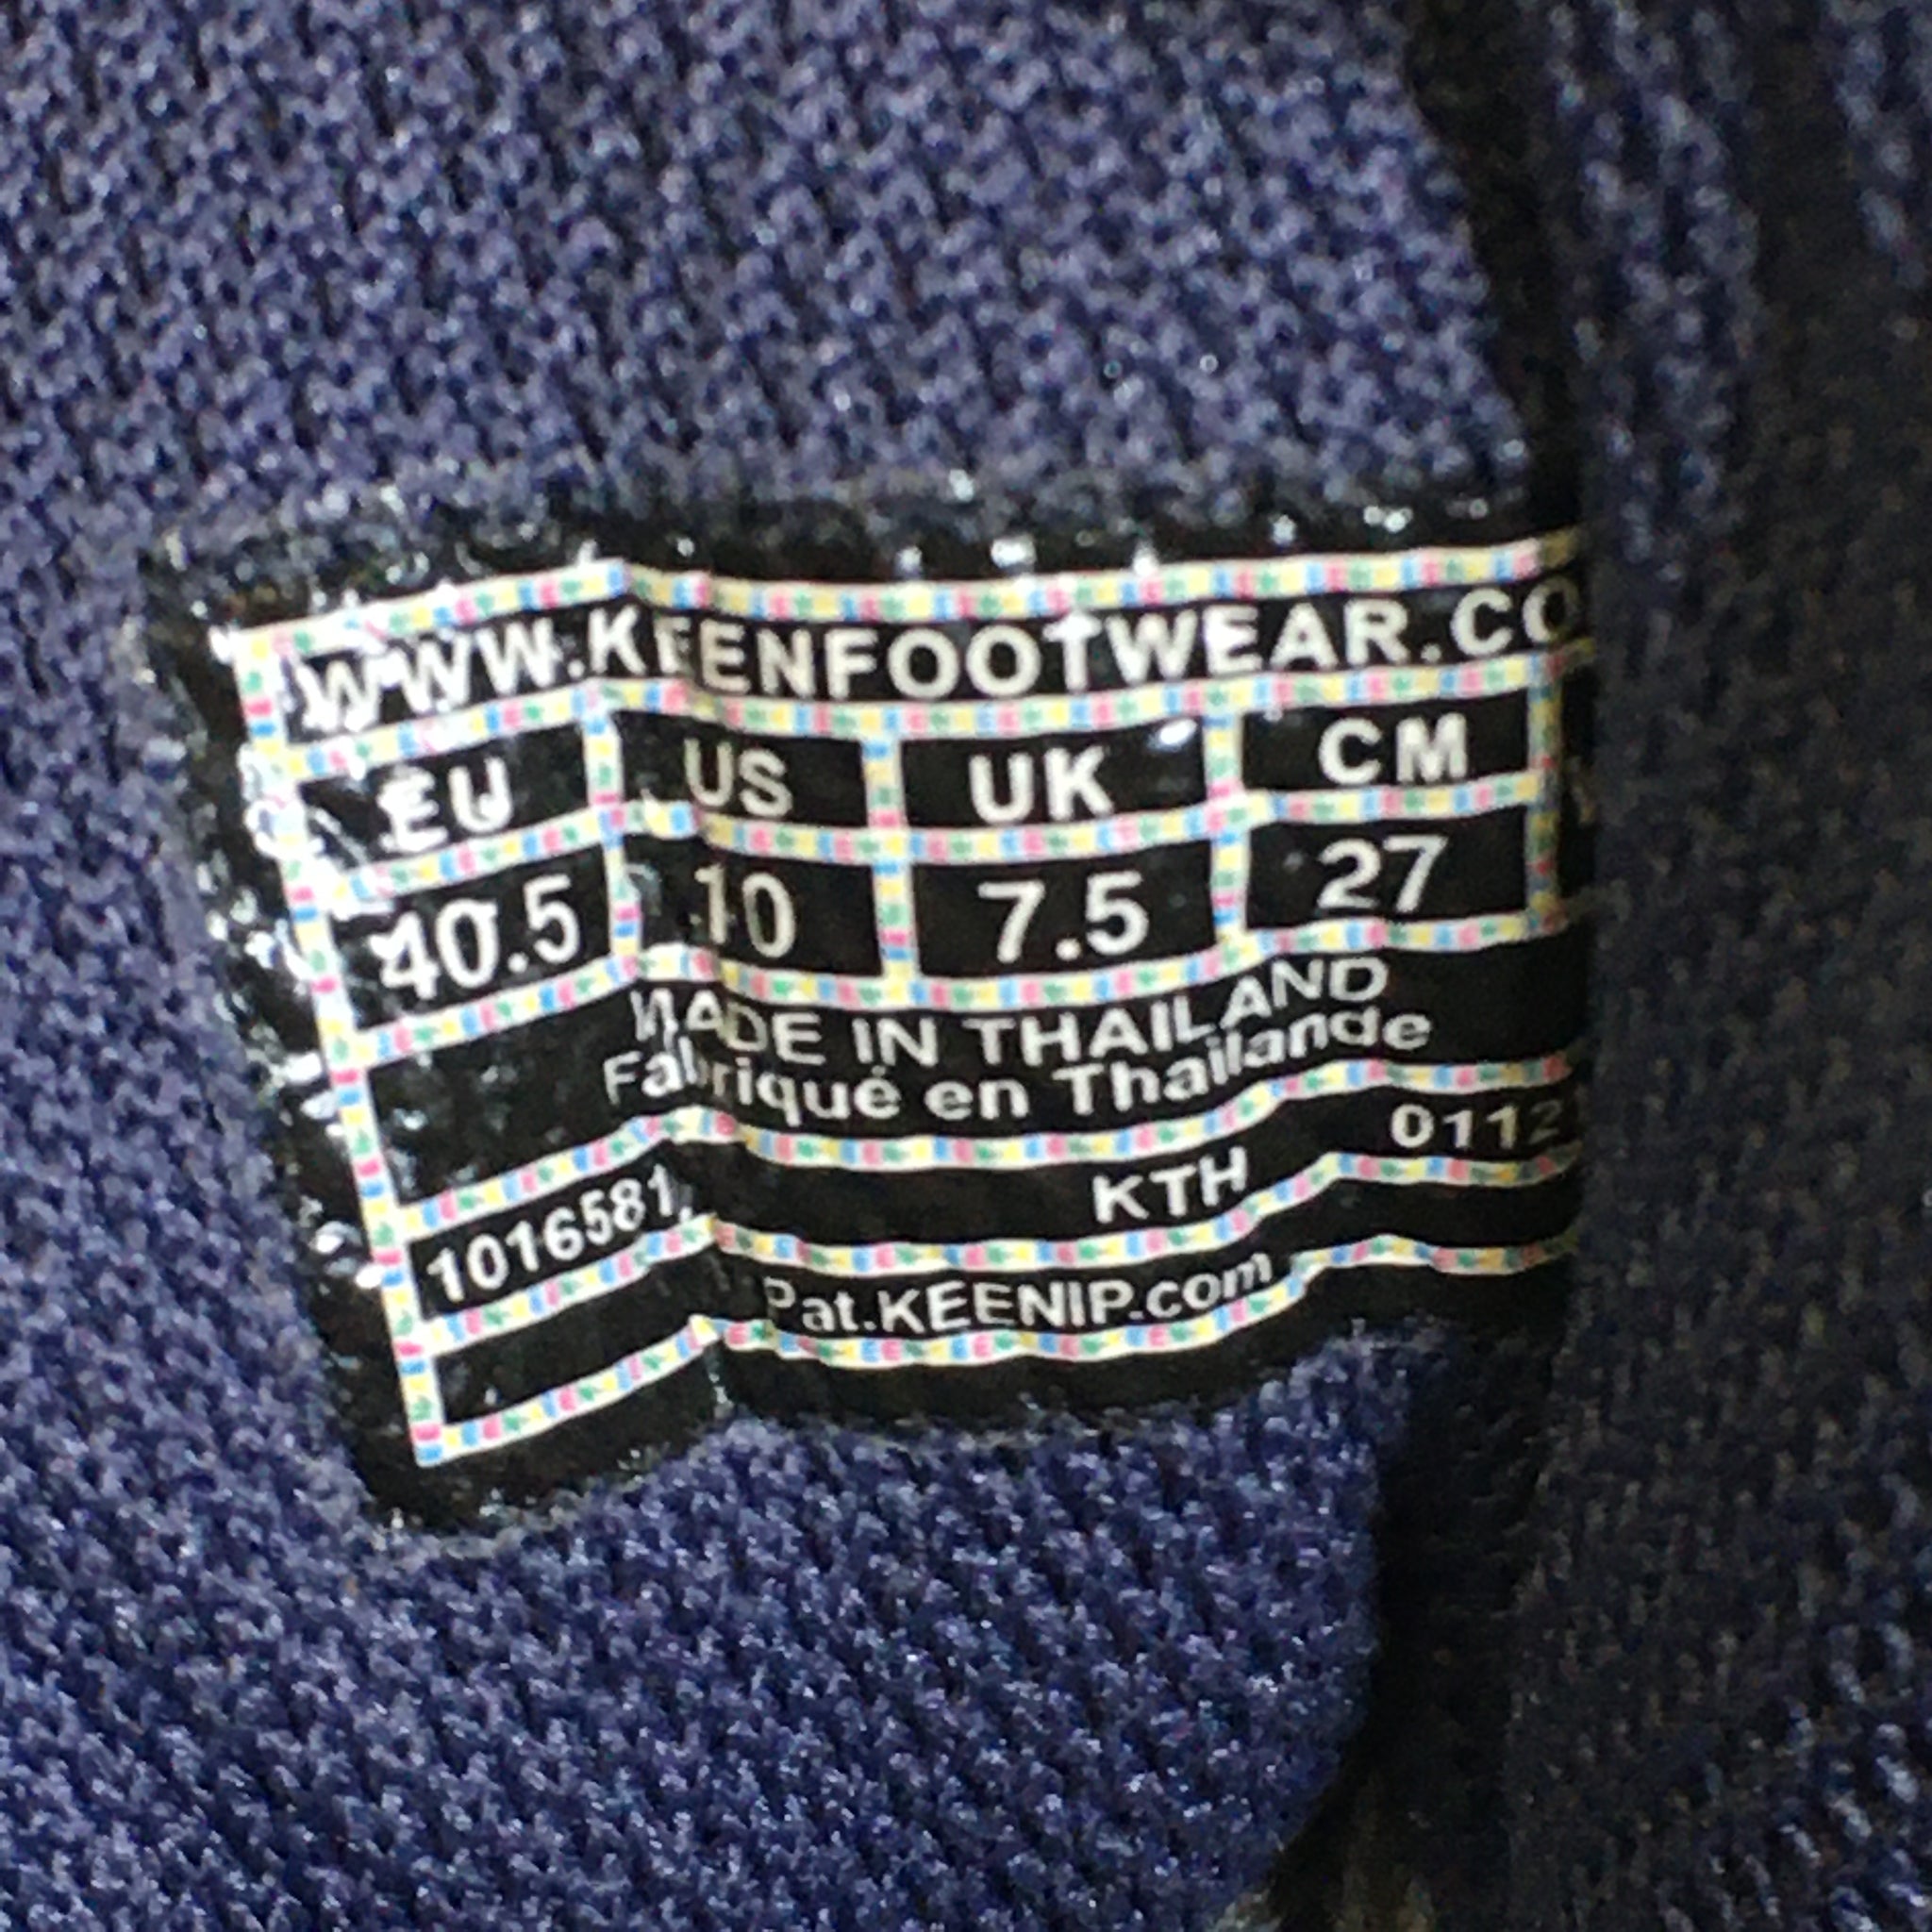 WWW.KEENFOOTWEAR.CO
EU US UK CM
40.5 10 7.5 27
MADE IN THAILAND
Fabriqué en Thailande
1016581 KTH 0112
Pat.KEENIP.com